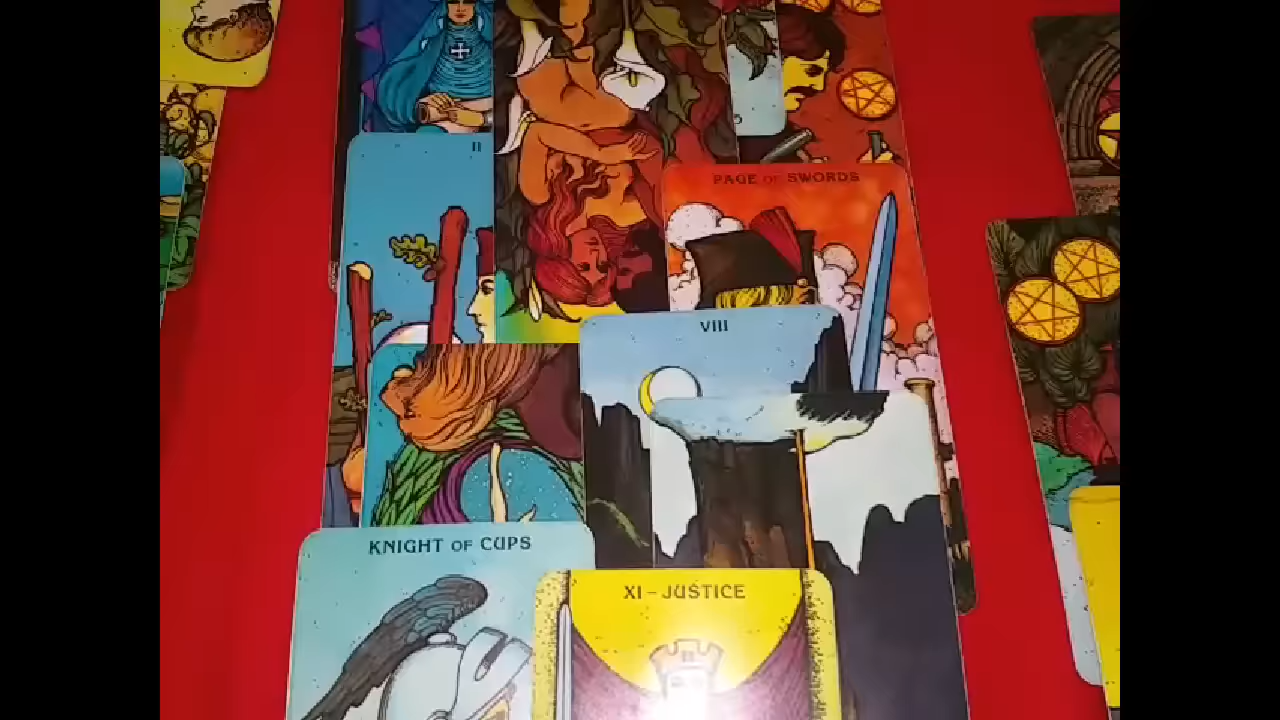 II
PAGE OF SWORDS
VIII
KNIGHT OF CUPS
XI – JUSTICE